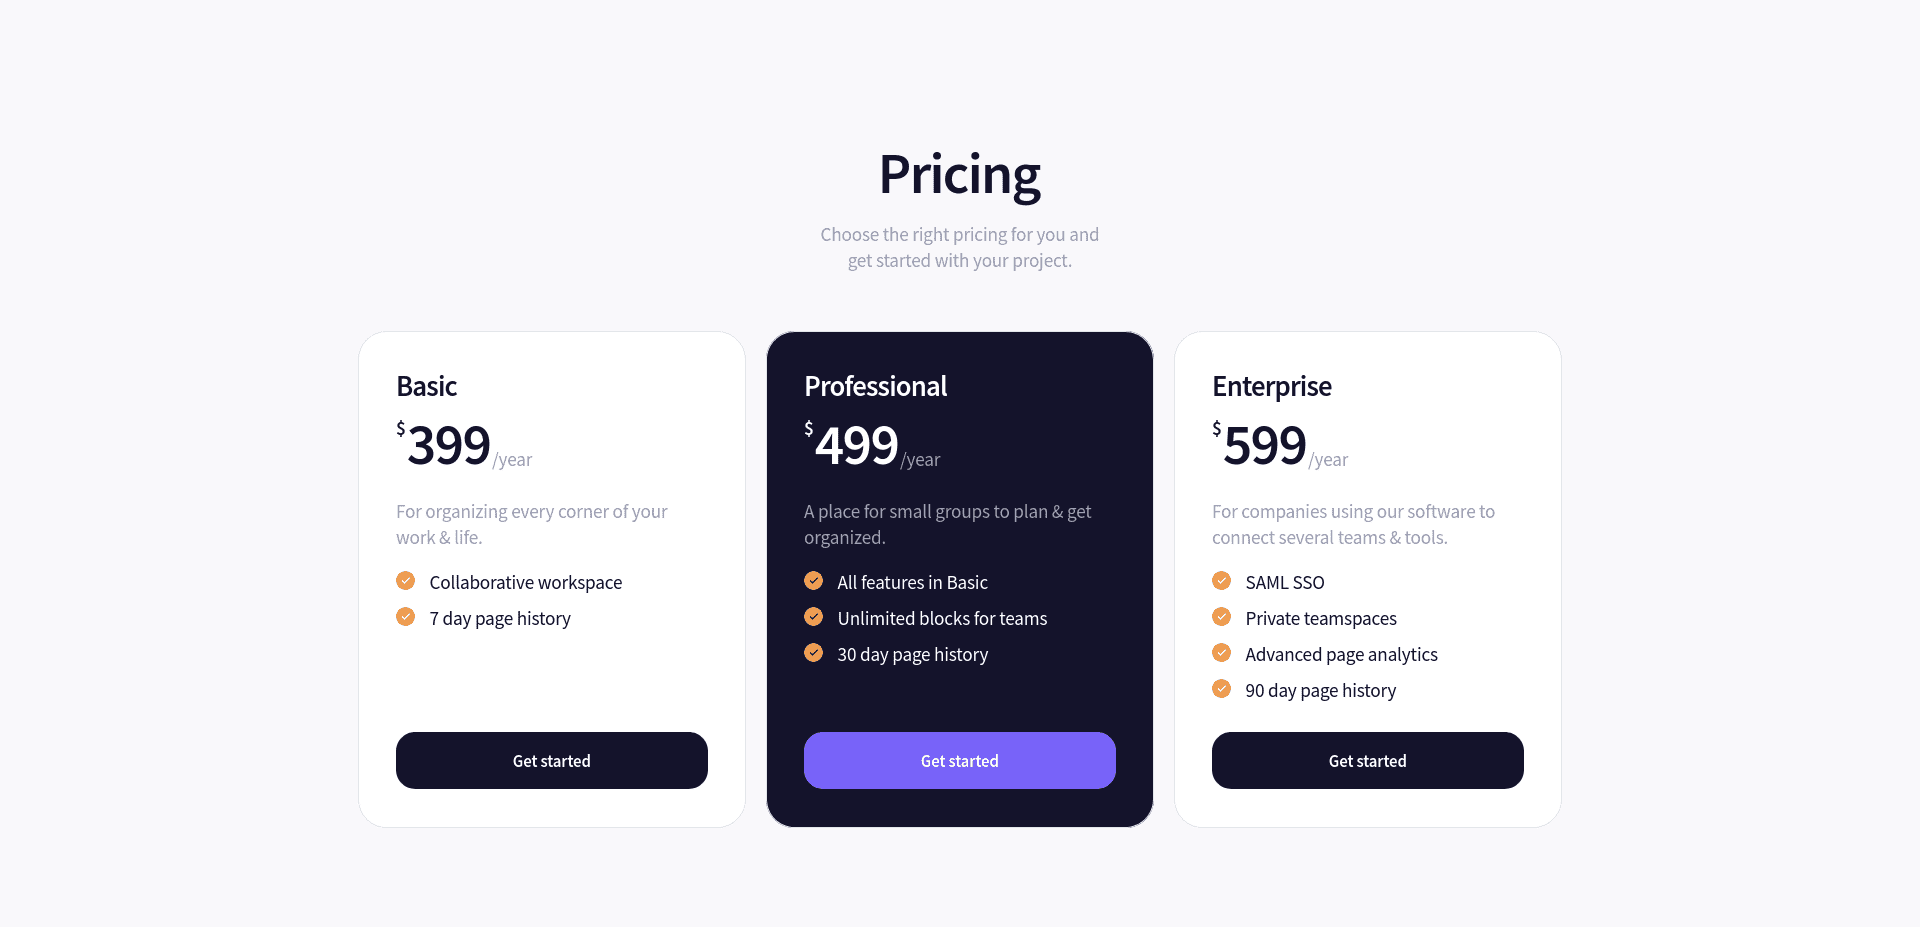 Pricing
Choose the right pricing for you and
get started with your project.
Basic
$399/year
For organizing every corner of your
work & life.
Collaborative workspace
7 day page history
Get started
Professional
$499/year
A place for small groups to plan & get
organized.
All features in Basic
Unlimited blocks for teams
30 day page history
Get started
Enterprise
$599/year
For companies using our software to
connect several teams & tools.
SAML SSO
Private teamspaces
Advanced page analytics
90 day page history
Get started